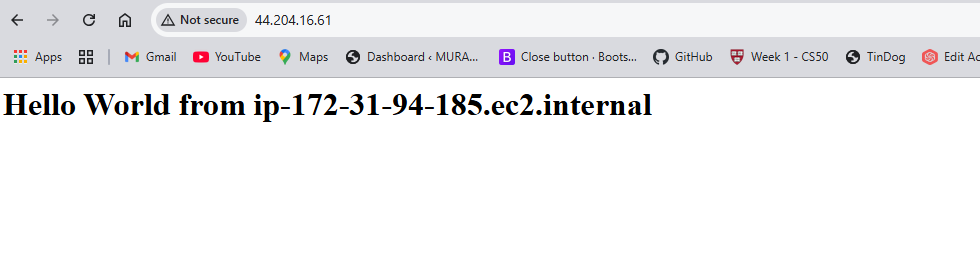 Not secure 44.204.16.61
Apps Gmail YouTube Maps Dashboard ‹ MURA... Close button · Boots... GitHub Week 1 - CS50 TinDog Edit Ac
Hello World from ip-172-31-94-185.ec2.internal